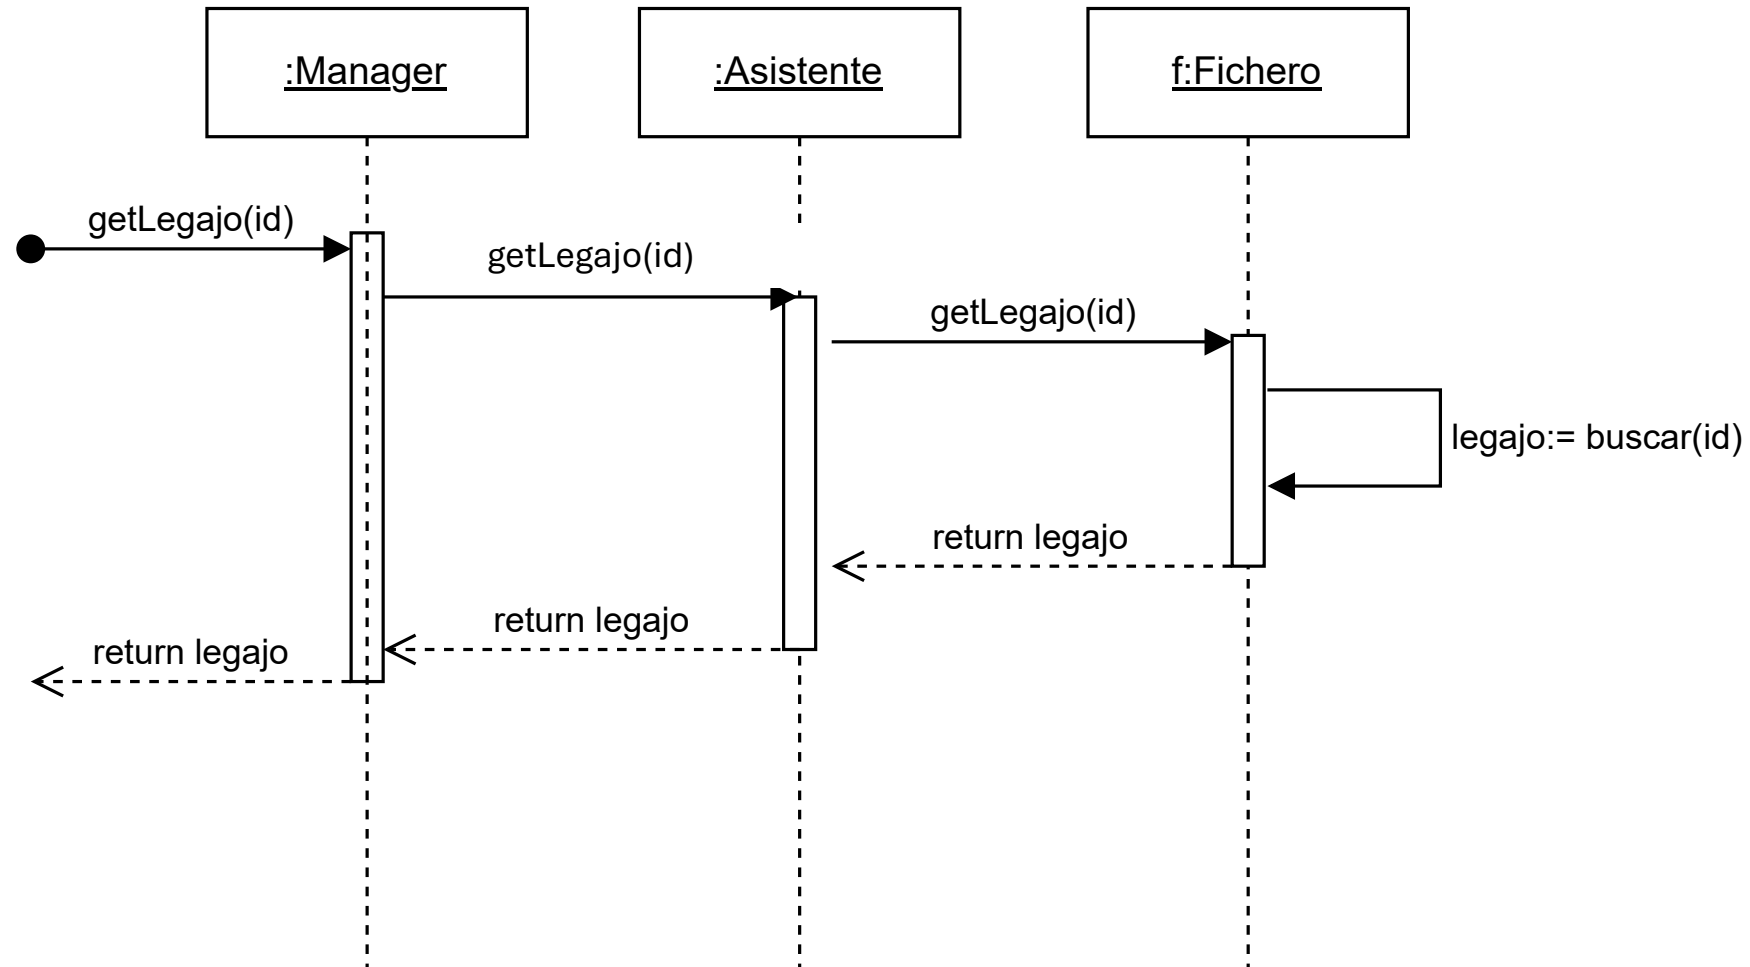 :Manager
:Asistente
f:Fichero
getLegajo(id)
getLegajo(id)
getLegajo(id)
legajo:= buscar(id)
return legajo
return legajo
return legajo